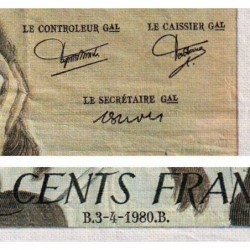 LE CONTROLEUR GAL LE CAISSIER GAL
LE SECRÉTAIRE GAL
CENTS FRAN
B.3-4-1980.B.